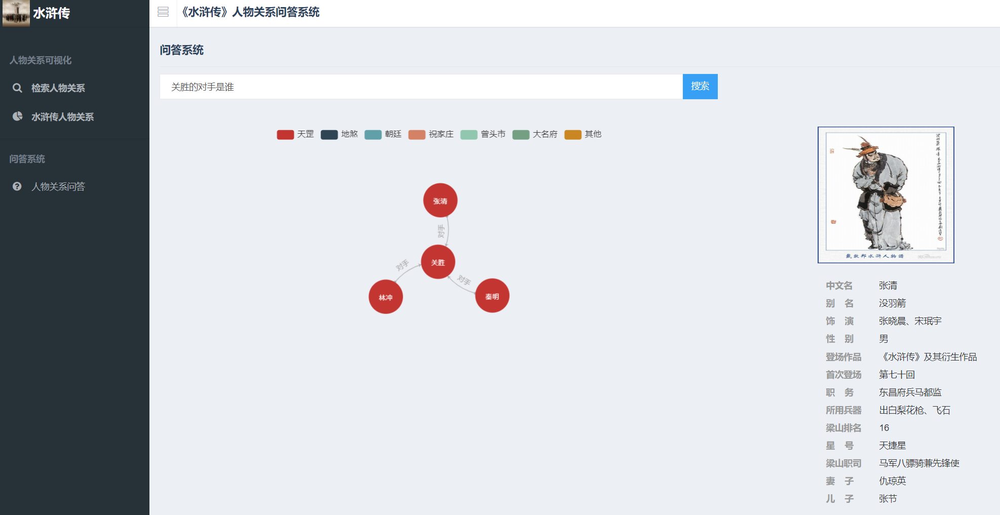 水浒传
《水浒传》人物关系问答系统
人物关系可视化
检索人物关系
水浒传人物关系
问答系统
人物关系问答
问答系统
关胜的对手是谁
搜索
天罡 地煞 朝廷 祝家庄 曾头市 大名府 其他
张清
对手
关胜
对手
对手
林冲
秦明
戴敦邦水浒人物谱
中文名 张清
别 名 没羽箭
饰 演 张晓晨、宋珉宇
性 别 男
登场作品 《水浒传》及其衍生作品
首次登场 第七十回
职 务 东昌府兵马都监
所用兵器 出白梨花枪、飞石
梁山排名 16
星 号 天捷星
梁山职司 马军八骠骑兼先锋使
妻 子 仇琼英
儿 子 张节